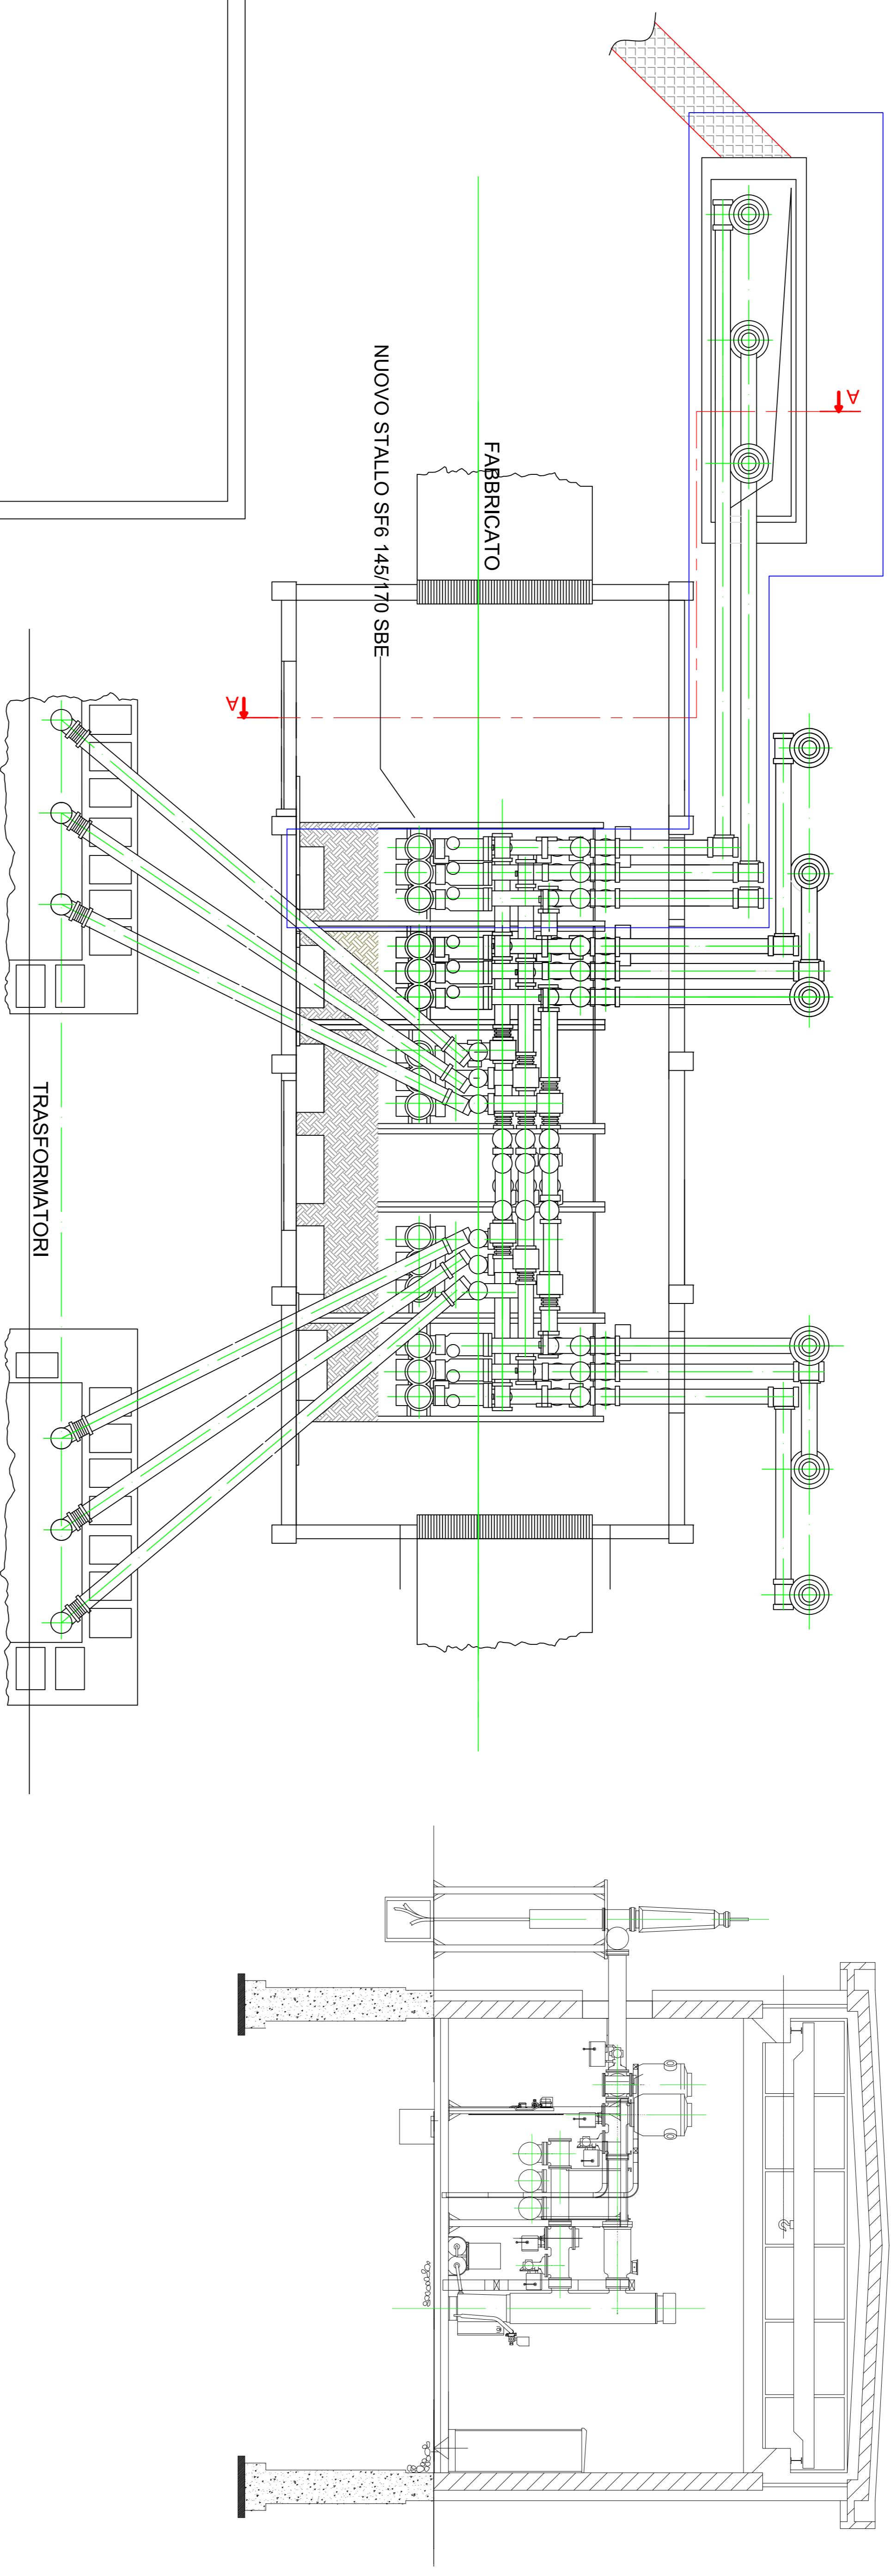 A
A
FABBRICATO
NUOVO STALLO SF6 145/170 SBE
TRASFORMATORI